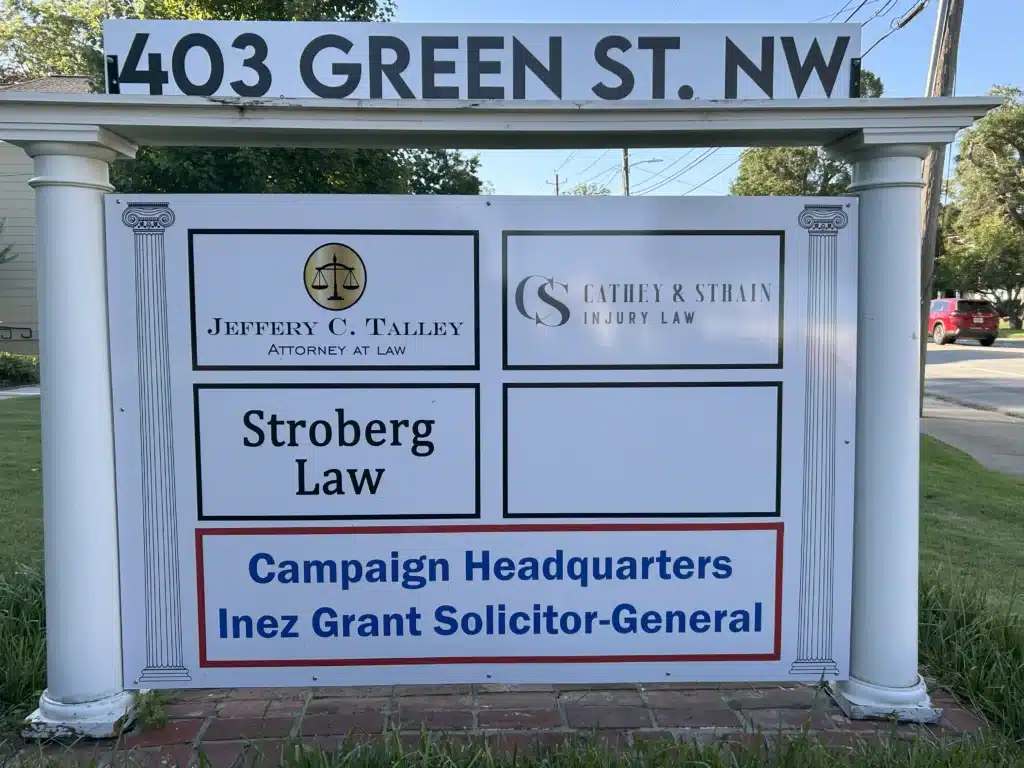 403 GREEN ST. NW
JEFFERY C. TALLEY
ATTORNEY AT LAW
CS CATHEY & STRAIN
INJURY LAW
Stroberg
Law
Campaign Headquarters
Inez Grant Solicitor-General